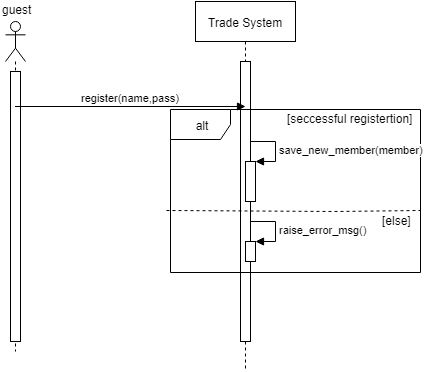 guest
Trade System
register(name,pass)
alt
[seccessful registertion]
save_new_member(member)
[else]
raise_error_msg()